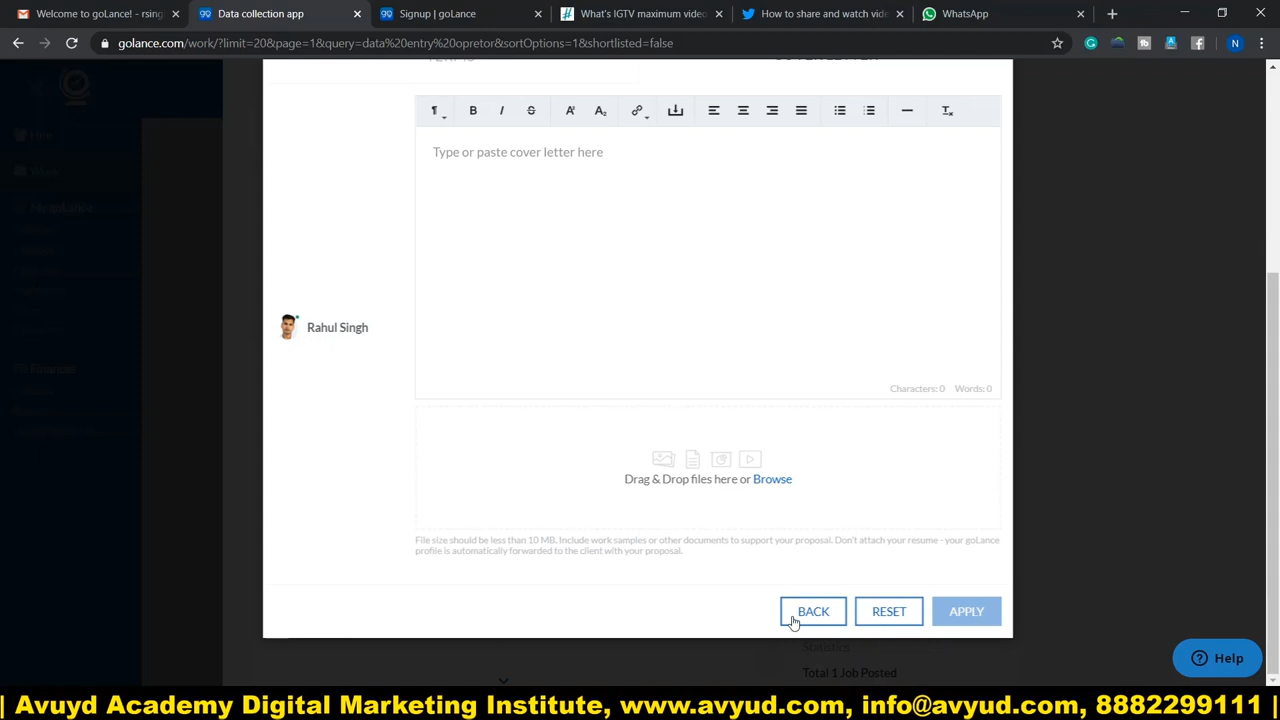 Welcome to goLance! - rsing
Data collection app
Signup | goLance
What's IGTV maximum video
How to share and watch vide
WhatsApp
golance.com/work/?limit=20&page=1&query=data%20entry%20opretor&sortOptions=1&shortlisted=false
N
Type or paste cover letter here
Rahul Singh
Characters: 0 Words: 0
Drag & Drop files here or Browse
File size should be less than 10 MB. Include work samples or other documents to support your proposal. Don't attach your resume - your goLance
profile is automatically forwarded to the client with your proposal.
BACK
RESET
APPLY
Statistics
Total 1 Job Posted
Help
| Avuyd Academy Digital Marketing Institute, www.avyud.com, info@avyud.com, 8882299111 |